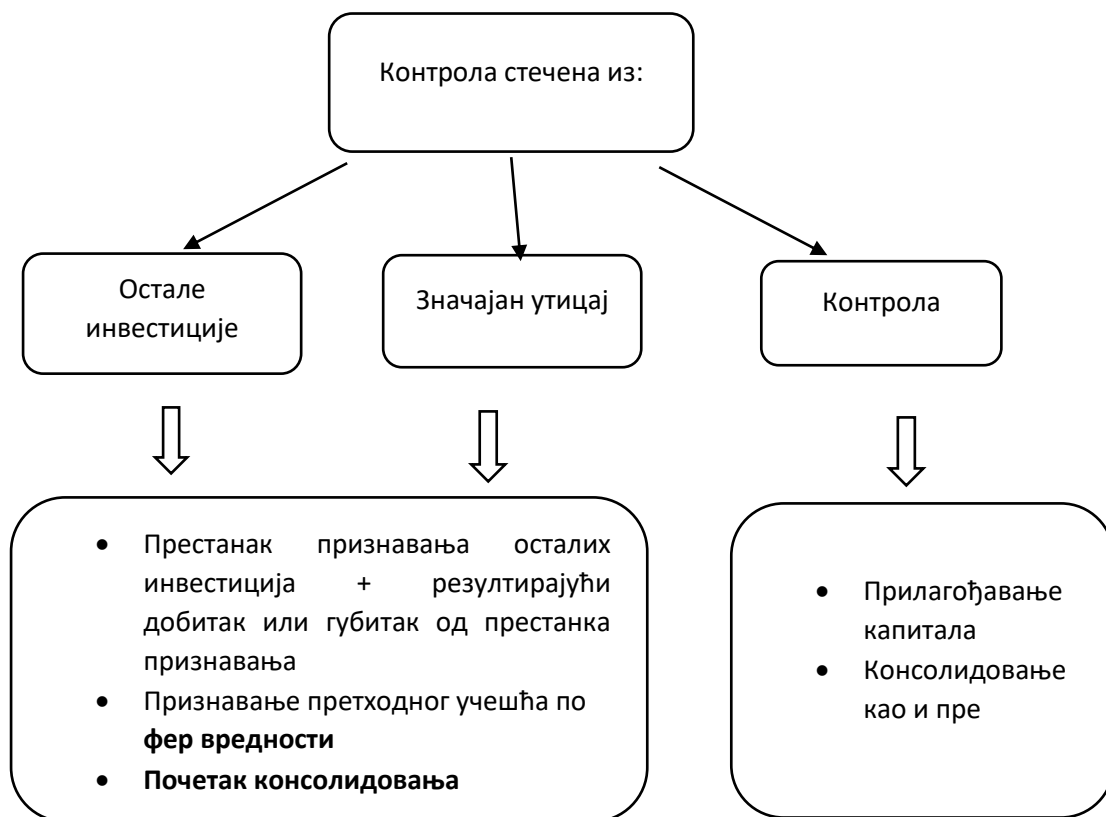 Контрола стечена из:
Остале
инвестиције
Значајан утицај
Контрола
• Престанак признавања осталих
инвестиција + резултирајући
добитак или губитак од престанка
признавања
• Признавање претходног учешћа по
фер вредности
• Почетак консолидовања
• Прилагођавање
капитала
• Консолидовање
као и пре